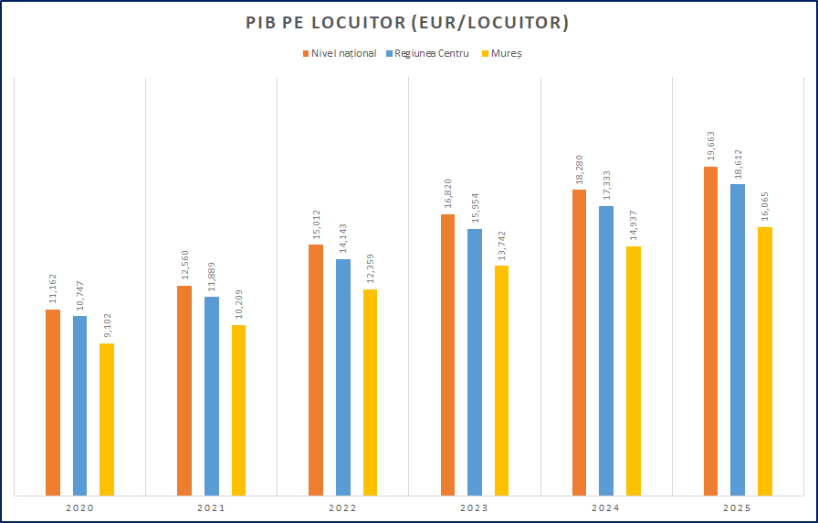 PIB PE LOCUITOR (EUR/LOCUITOR)
Nivel național Regiunea Centru Mureș
11,162 10,747 9,102
12,560 11,889 10,209
15,012 14,143 12,359
16,820 15,954 13,742
18,280 17,333 14,937
19,663 18,612 16,065
2020 2021 2022 2023 2024 2025